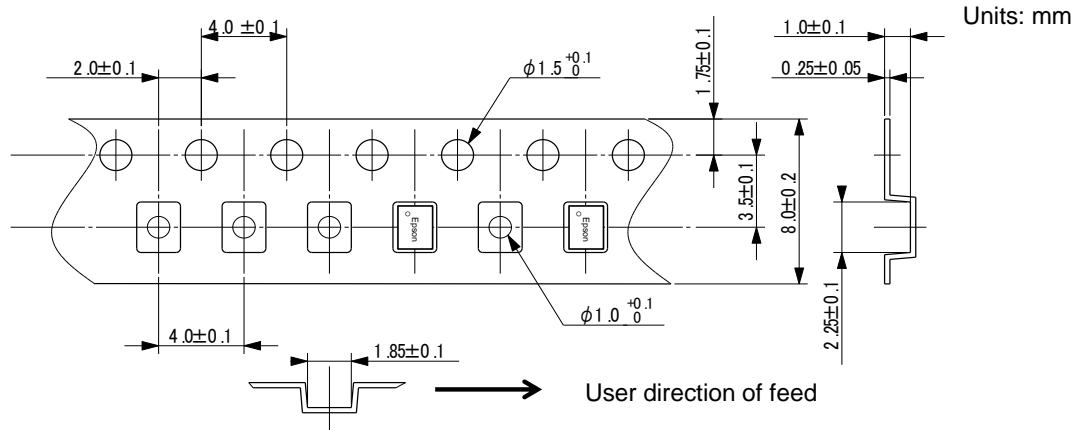 Units: mm
4.0 ±0.1
1.0±0.1
2.0±0.1
φ1.5 +0.1 0
1.75±0.1
0.25±0.05
3.5±0.1
8.0±0.2
Epson
Epson
2.25±0.1
φ1.0 +0.1 0
4.0±0.1
1.85±0.1
User direction of feed